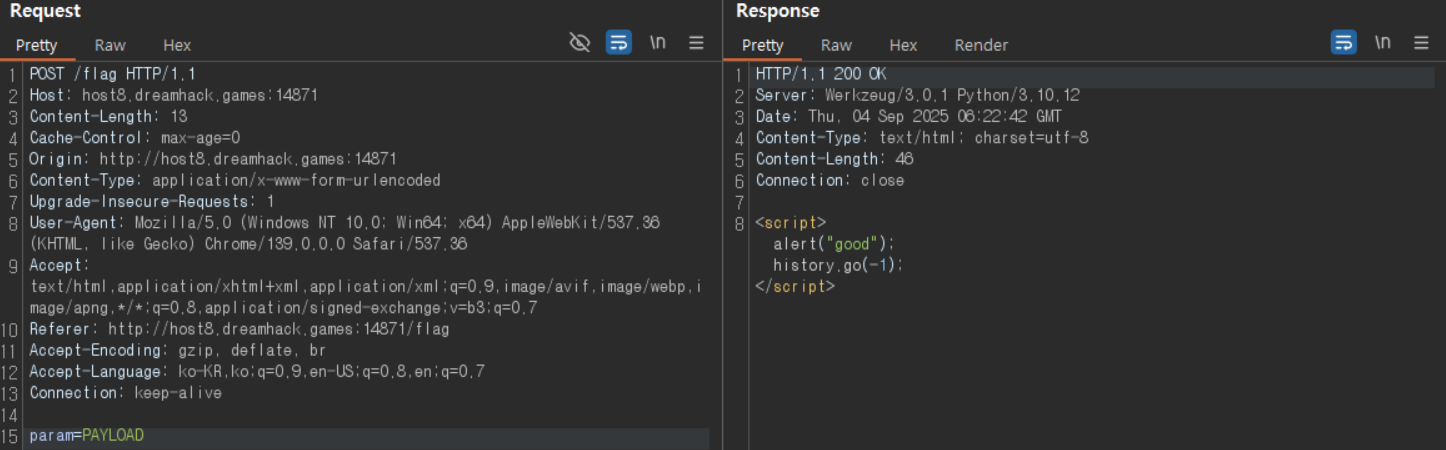 Request
Pretty Raw Hex \n
1 POST /flag HTTP/1.1
2 Host: host8.dreamhack.games:14871
3 Content-Length: 13
4 Cache-Control: max-age=0
5 Origin: http://host8.dreamhack.games:14871
6 Content-Type: application/x-www-form-urlencoded
7 Upgrade-Insecure-Requests: 1
8 User-Agent: Mozilla/5.0 (Windows NT 10.0; Win64; x64) AppleWebKit/537.36
(KHTML, like Gecko) Chrome/139.0.0.0 Safari/537.36
9 Accept:
text/html,application/xhtml+xml,application/xml;q=0.9,image/avif,image/webp,i
mage/apng,*/*;q=0.8,application/signed-exchange;v=b3;q=0.7
10 Referer: http://host8.dreamhack.games:14871/flag
11 Accept-Encoding: gzip, deflate, br
12 Accept-Language: ko-KR,ko;q=0.9,en-US;q=0.8,en;q=0.7
13 Connection: keep-alive
14
15 param=PAYLOAD
Response
Pretty Raw Hex Render \n
1 HTTP/1.1 200 OK
2 Server: Werkzeug/3.0.1 Python/3.10.12
3 Date: Thu, 04 Sep 2025 06:22:42 GMT
4 Content-Type: text/html; charset=utf-8
5 Content-Length: 46
6 Connection: close
7
8 <script>
alert("good");
history.go(-1);
</script>